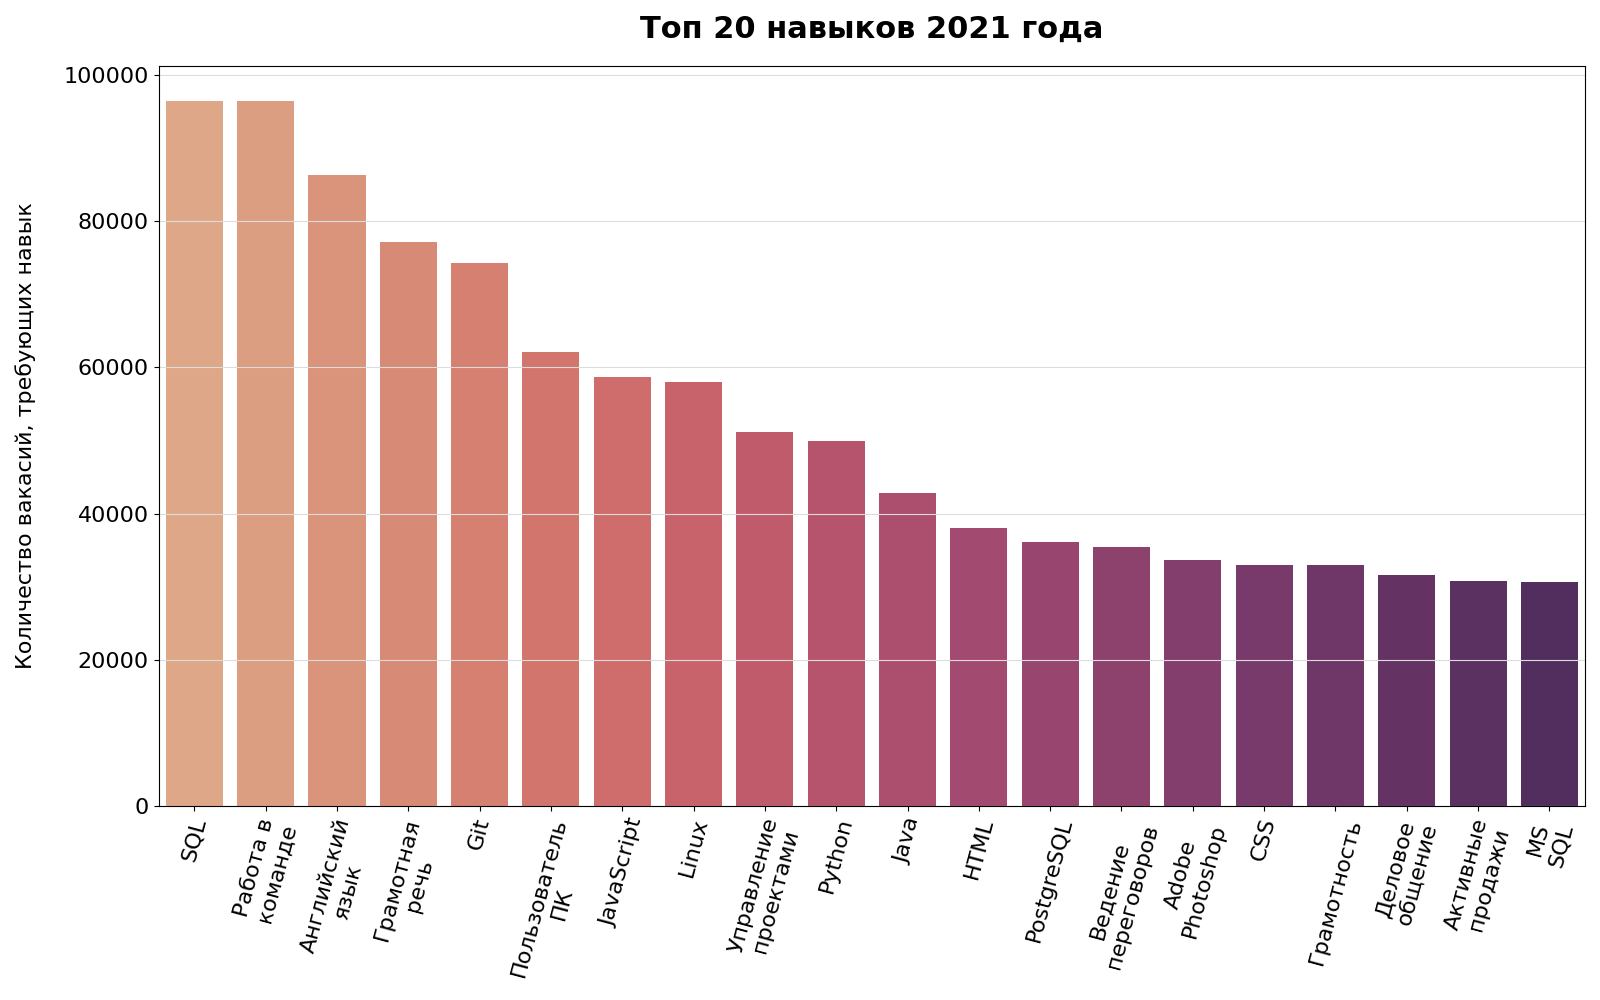 Топ 20 навыков 2021 года
Количество вакасий, требующих навык
100000
80000
60000
40000
20000
0
SQL
Работа в
команде
Английский
язык
Грамотная
речь
Git
Пользователь
ПК
JavaScript
Linux
Управление
проектами
Python
Java
HTML
PostgreSQL
Ведение
переговоров
Adobe
Photoshop
CSS
Грамотность
Деловое
общение
Активные
продажи
MS
SQL